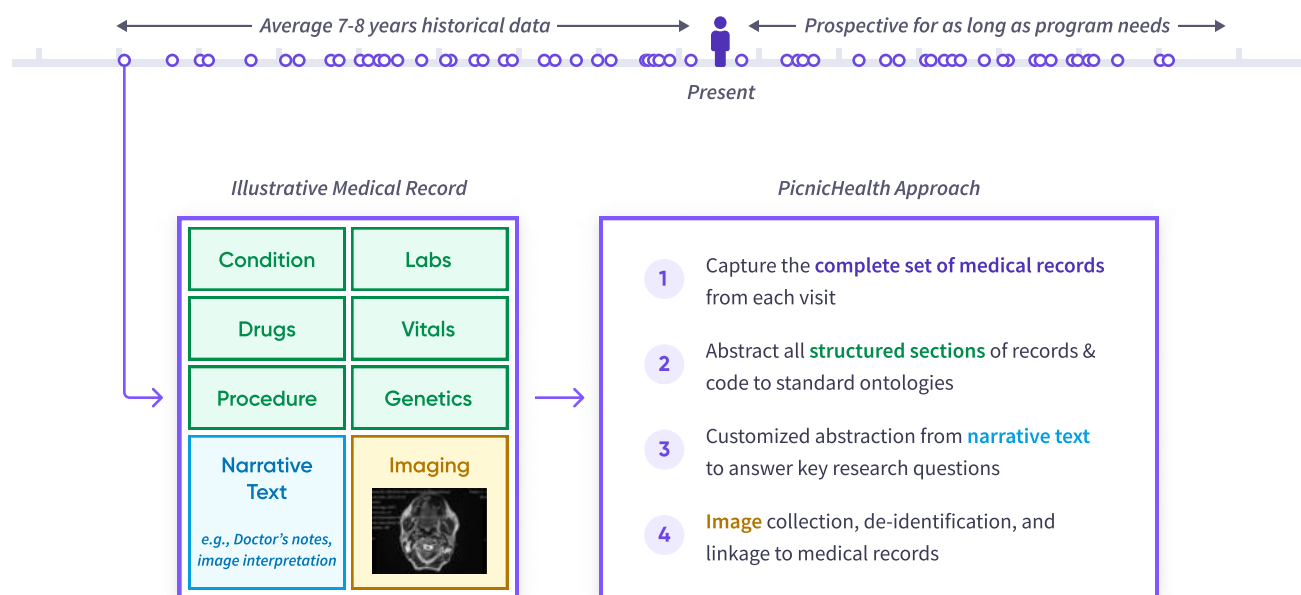 Average 7-8 years historical data
Prospective for as long as program needs
Present
Illustrative Medical Record
PicnicHealth Approach
Condition
Labs
Drugs
Vitals
Procedure
Genetics
Narrative
Text
e.g., Doctor's notes,
image interpretation
Imaging
1
Capture the complete set of medical records
from each visit
2
Abstract all structured sections of records &
code to standard ontologies
3
Customized abstraction from narrative text
to answer key research questions
4
Image collection, de-identification, and
linkage to medical records